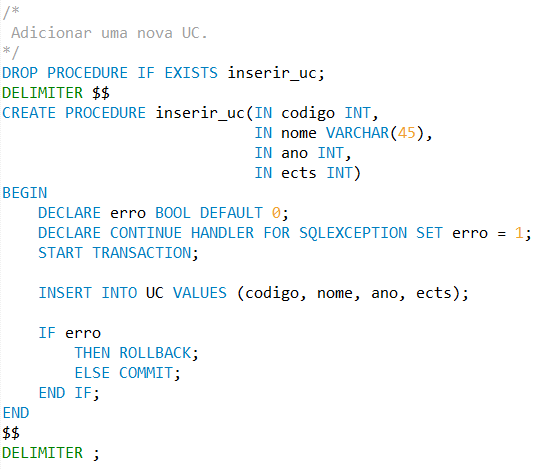 /*
 Adicionar uma nova UC.
*/
DROP PROCEDURE IF EXISTS inserir_uc;
DELIMITER $$
CREATE PROCEDURE inserir_uc(IN codigo INT,
                            IN nome VARCHAR(45),
                            IN ano INT,
                            IN ects INT)
BEGIN
    DECLARE erro BOOL DEFAULT 0;
    DECLARE CONTINUE HANDLER FOR SQLEXCEPTION SET erro = 1;
    START TRANSACTION;

    INSERT INTO UC VALUES (codigo, nome, ano, ects);

    IF erro
        THEN ROLLBACK;
        ELSE COMMIT;
    END IF;
END
$$
DELIMITER ;